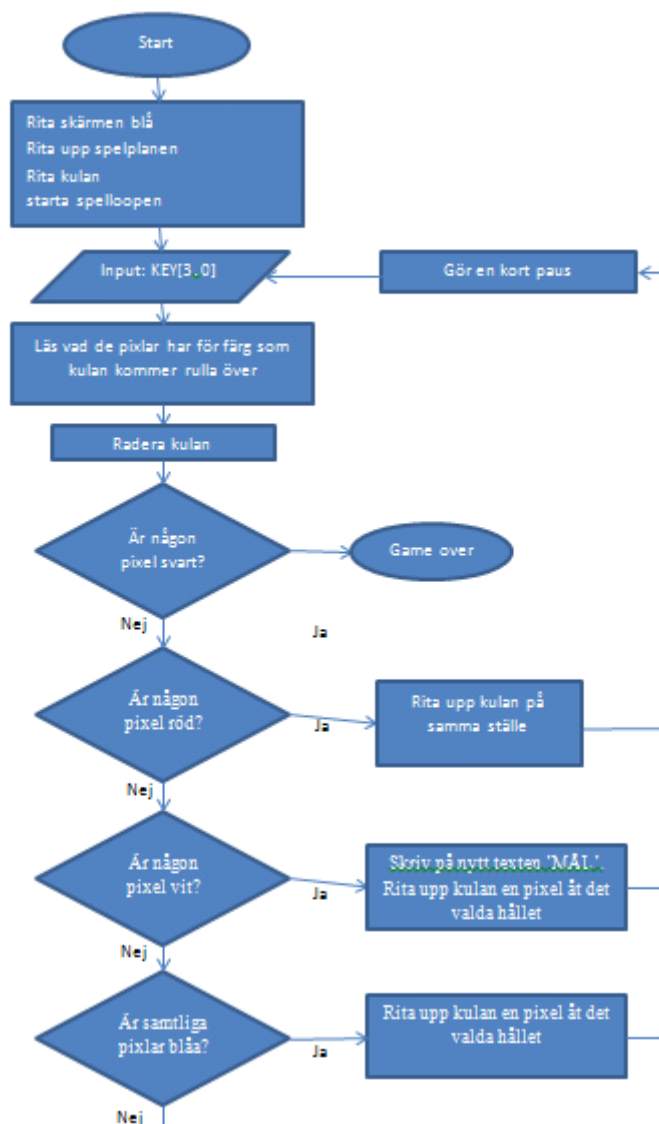 Start
Rita skärmen blå
Rita upp spelplanen
Rita kulan
starta spelloopen
Input: KEY[3..0]
Gör en kort paus
Läs vad de pixlar har för färg som
kulan kommer rulla över
Radera kulan
Är någon
pixel svart?
Game over
Nej
Ja
Är någon
pixel röd?
Ja
Rita upp kulan på
samma ställe
Nej
Är någon
pixel vit?
Ja
Skriv på nytt texten 'MÅL'.
Rita upp kulan en pixel åt det
valda hållet
Nej
Är samtliga
pixlar blåa?
Ja
Rita upp kulan en pixel åt det
valda hållet
Nej